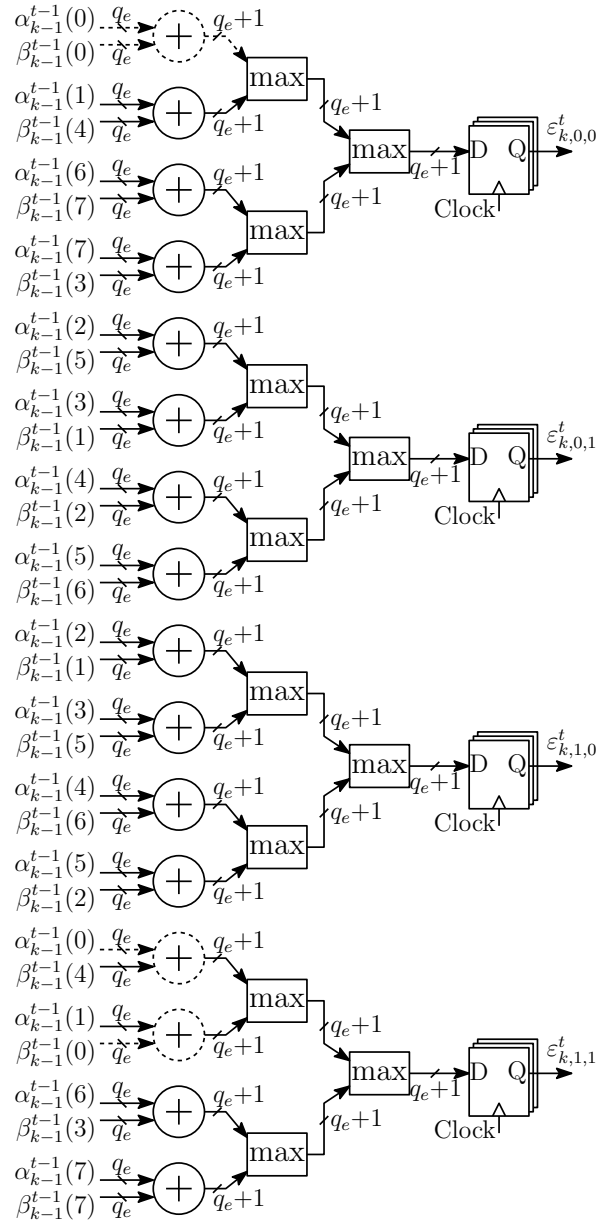 α_{k−1}^{t−1}(0) q_e q_e+1
β_{k−1}^{t−1}(0) q_e +
max
α_{k−1}^{t−1}(1) q_e q_e+1
β_{k−1}^{t−1}(4) q_e + q_e+1
max q_e+1 D Q ε_{k,0,0}^t
α_{k−1}^{t−1}(6) q_e q_e+1
β_{k−1}^{t−1}(7) q_e + q_e+1 Clock
max
α_{k−1}^{t−1}(7) q_e
β_{k−1}^{t−1}(3) q_e + q_e+1
α_{k−1}^{t−1}(2) q_e q_e+1
β_{k−1}^{t−1}(5) q_e +
max
α_{k−1}^{t−1}(3) q_e q_e+1
β_{k−1}^{t−1}(1) q_e + q_e+1
max q_e+1 D Q ε_{k,0,1}^t
α_{k−1}^{t−1}(4) q_e q_e+1
β_{k−1}^{t−1}(2) q_e + q_e+1 Clock
max
α_{k−1}^{t−1}(5) q_e
β_{k−1}^{t−1}(6) q_e + q_e+1
α_{k−1}^{t−1}(2) q_e q_e+1
β_{k−1}^{t−1}(1) q_e +
max
α_{k−1}^{t−1}(3) q_e q_e+1
β_{k−1}^{t−1}(5) q_e + q_e+1
max q_e+1 D Q ε_{k,1,0}^t
α_{k−1}^{t−1}(4) q_e q_e+1
β_{k−1}^{t−1}(6) q_e + q_e+1 Clock
max
α_{k−1}^{t−1}(5) q_e
β_{k−1}^{t−1}(2) q_e + q_e+1
α_{k−1}^{t−1}(0) q_e q_e+1
β_{k−1}^{t−1}(4) q_e +
max
α_{k−1}^{t−1}(1) q_e q_e+1
β_{k−1}^{t−1}(0) q_e + q_e+1
max q_e+1 D Q ε_{k,1,1}^t
α_{k−1}^{t−1}(6) q_e q_e+1
β_{k−1}^{t−1}(3) q_e + q_e+1 Clock
max
α_{k−1}^{t−1}(7) q_e
β_{k−1}^{t−1}(7) q_e + q_e+1